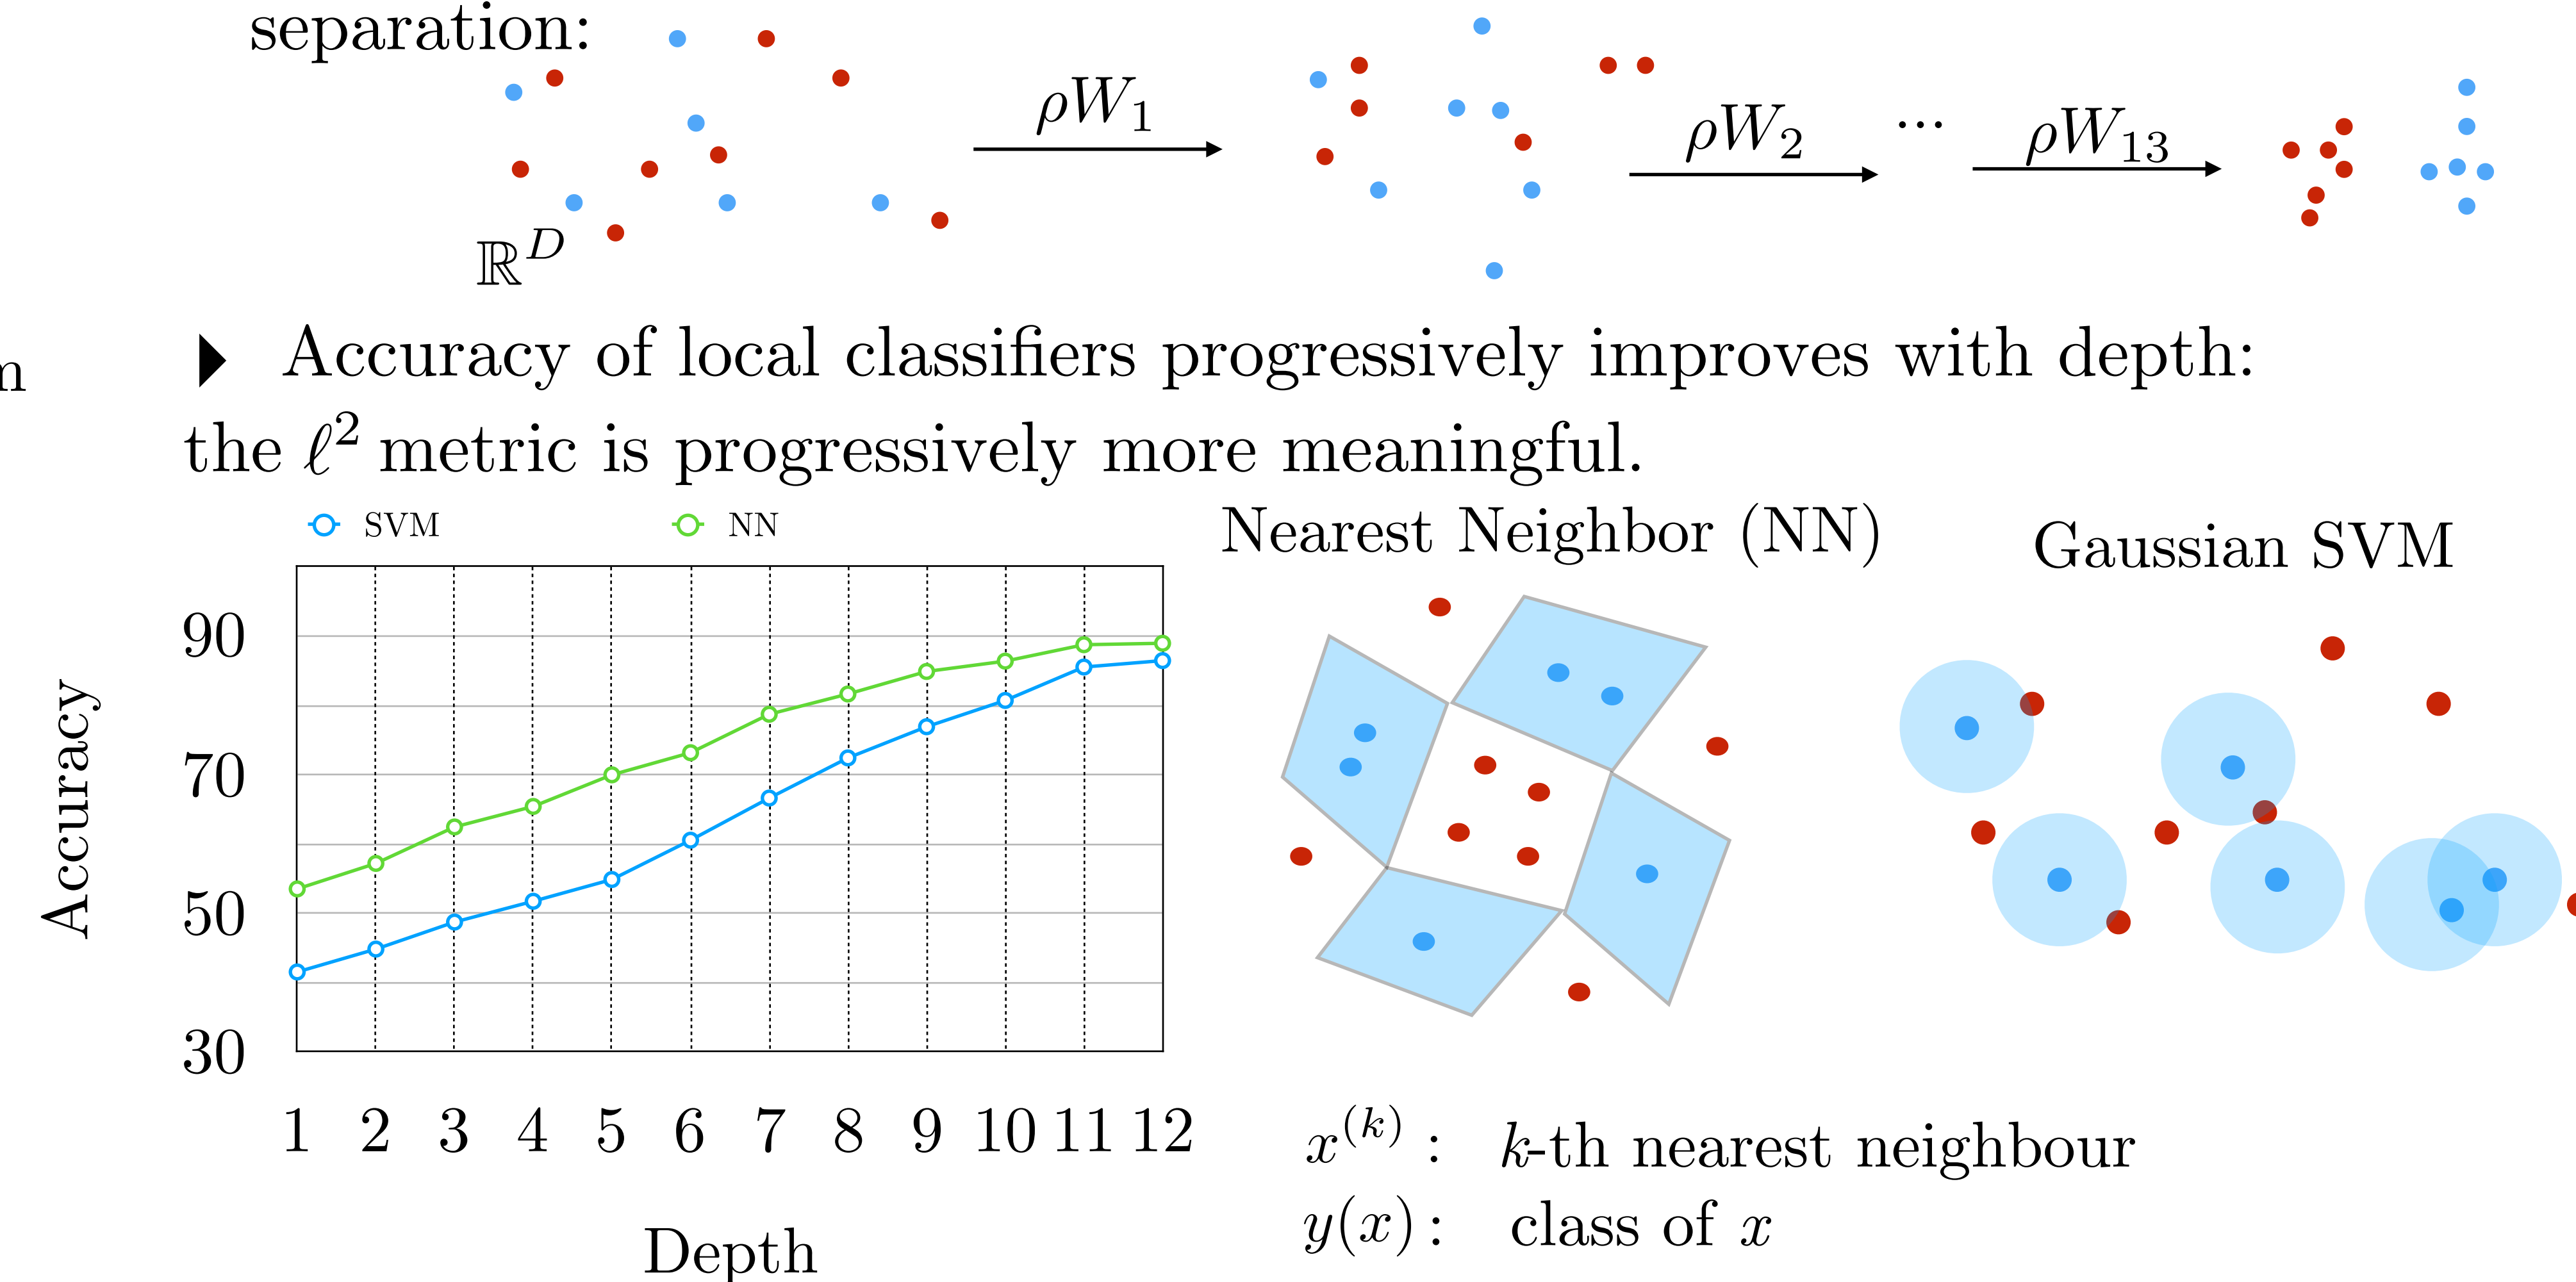 separation:
ρW₁
ρW₂
...
ρW₁₃
ℝᴰ
n
Accuracy of local classifiers progressively improves with depth:
the ℓ² metric is progressively more meaningful.
SVM NN
Nearest Neighbor (NN)
Gaussian SVM
Accuracy
90
70
50
30
1 2 3 4 5 6 7 8 9 10 11 12
Depth
x⁽ᵏ⁾ : k-th nearest neighbour
y(x) : class of x